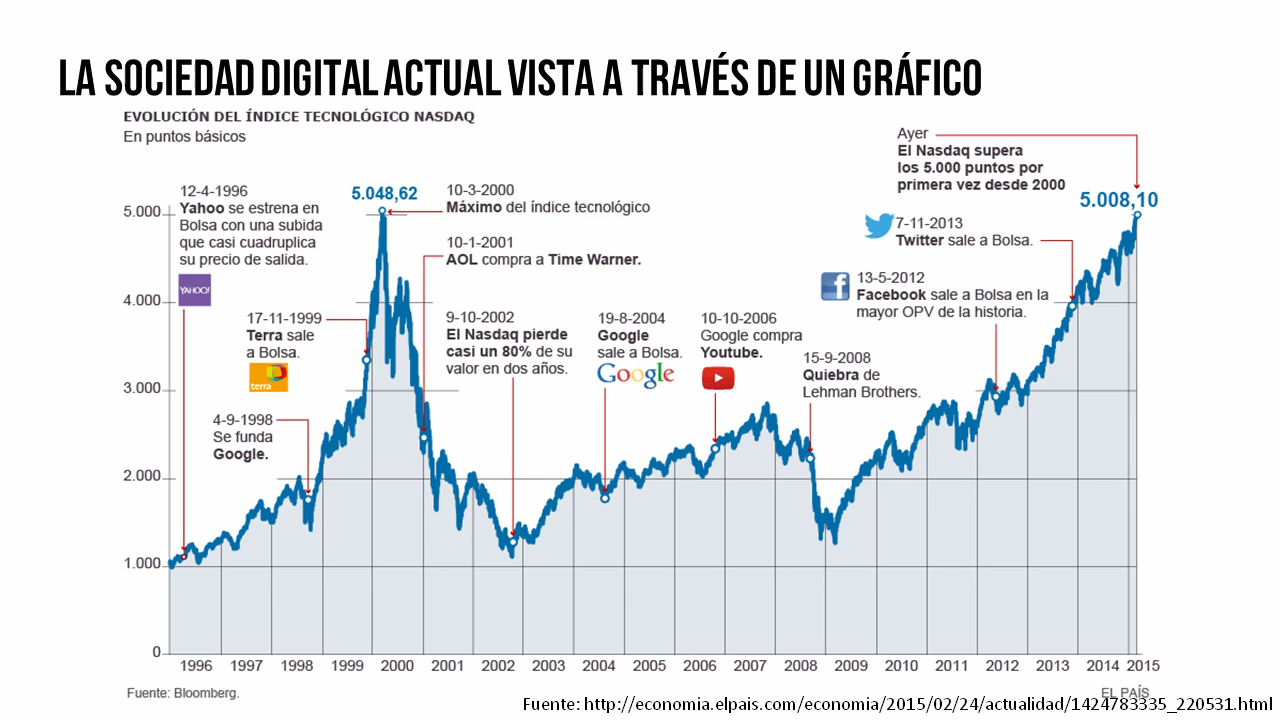 LA SOCIEDAD DIGITAL ACTUAL VISTA A TRAVÉS DE UN GRÁFICO
EVOLUCIÓN DEL ÍNDICE TECNOLÓGICO NASDAQ
En puntos básicos
12-4-1996
Yahoo se estrena en
Bolsa con una subida
que casi cuadruplica
su precio de salida.
YAHOO!
17-11-1999
Terra sale
a Bolsa.
terra
4-9-1998
Se funda
Google.
5.048,62
10-3-2000
Máximo del índice tecnológico
10-1-2001
AOL compra a Time Warner.
9-10-2002
El Nasdaq pierde
casi un 80% de su
valor en dos años.
19-8-2004
Google
sale a Bolsa.
Google
10-10-2006
Google compra
Youtube.
15-9-2008
Quiebra de
Lehman Brothers.
13-5-2012
Facebook sale a Bolsa en la
mayor OPV de la historia.
7-11-2013
Twitter sale a Bolsa.
Ayer
El Nasdaq supera
los 5.000 puntos por
primera vez desde 2000
5.008,10
5.000
4.000
3.000
2.000
1.000
0
1996 1997 1998 1999 2000 2001 2002 2003 2004 2005 2006 2007 2008 2009 2010 2011 2012 2013 2014 2015
Fuente: Bloomberg.
EL PAÍS
Fuente: http://economia.elpais.com/economia/2015/02/24/actualidad/1424783335_220531.html